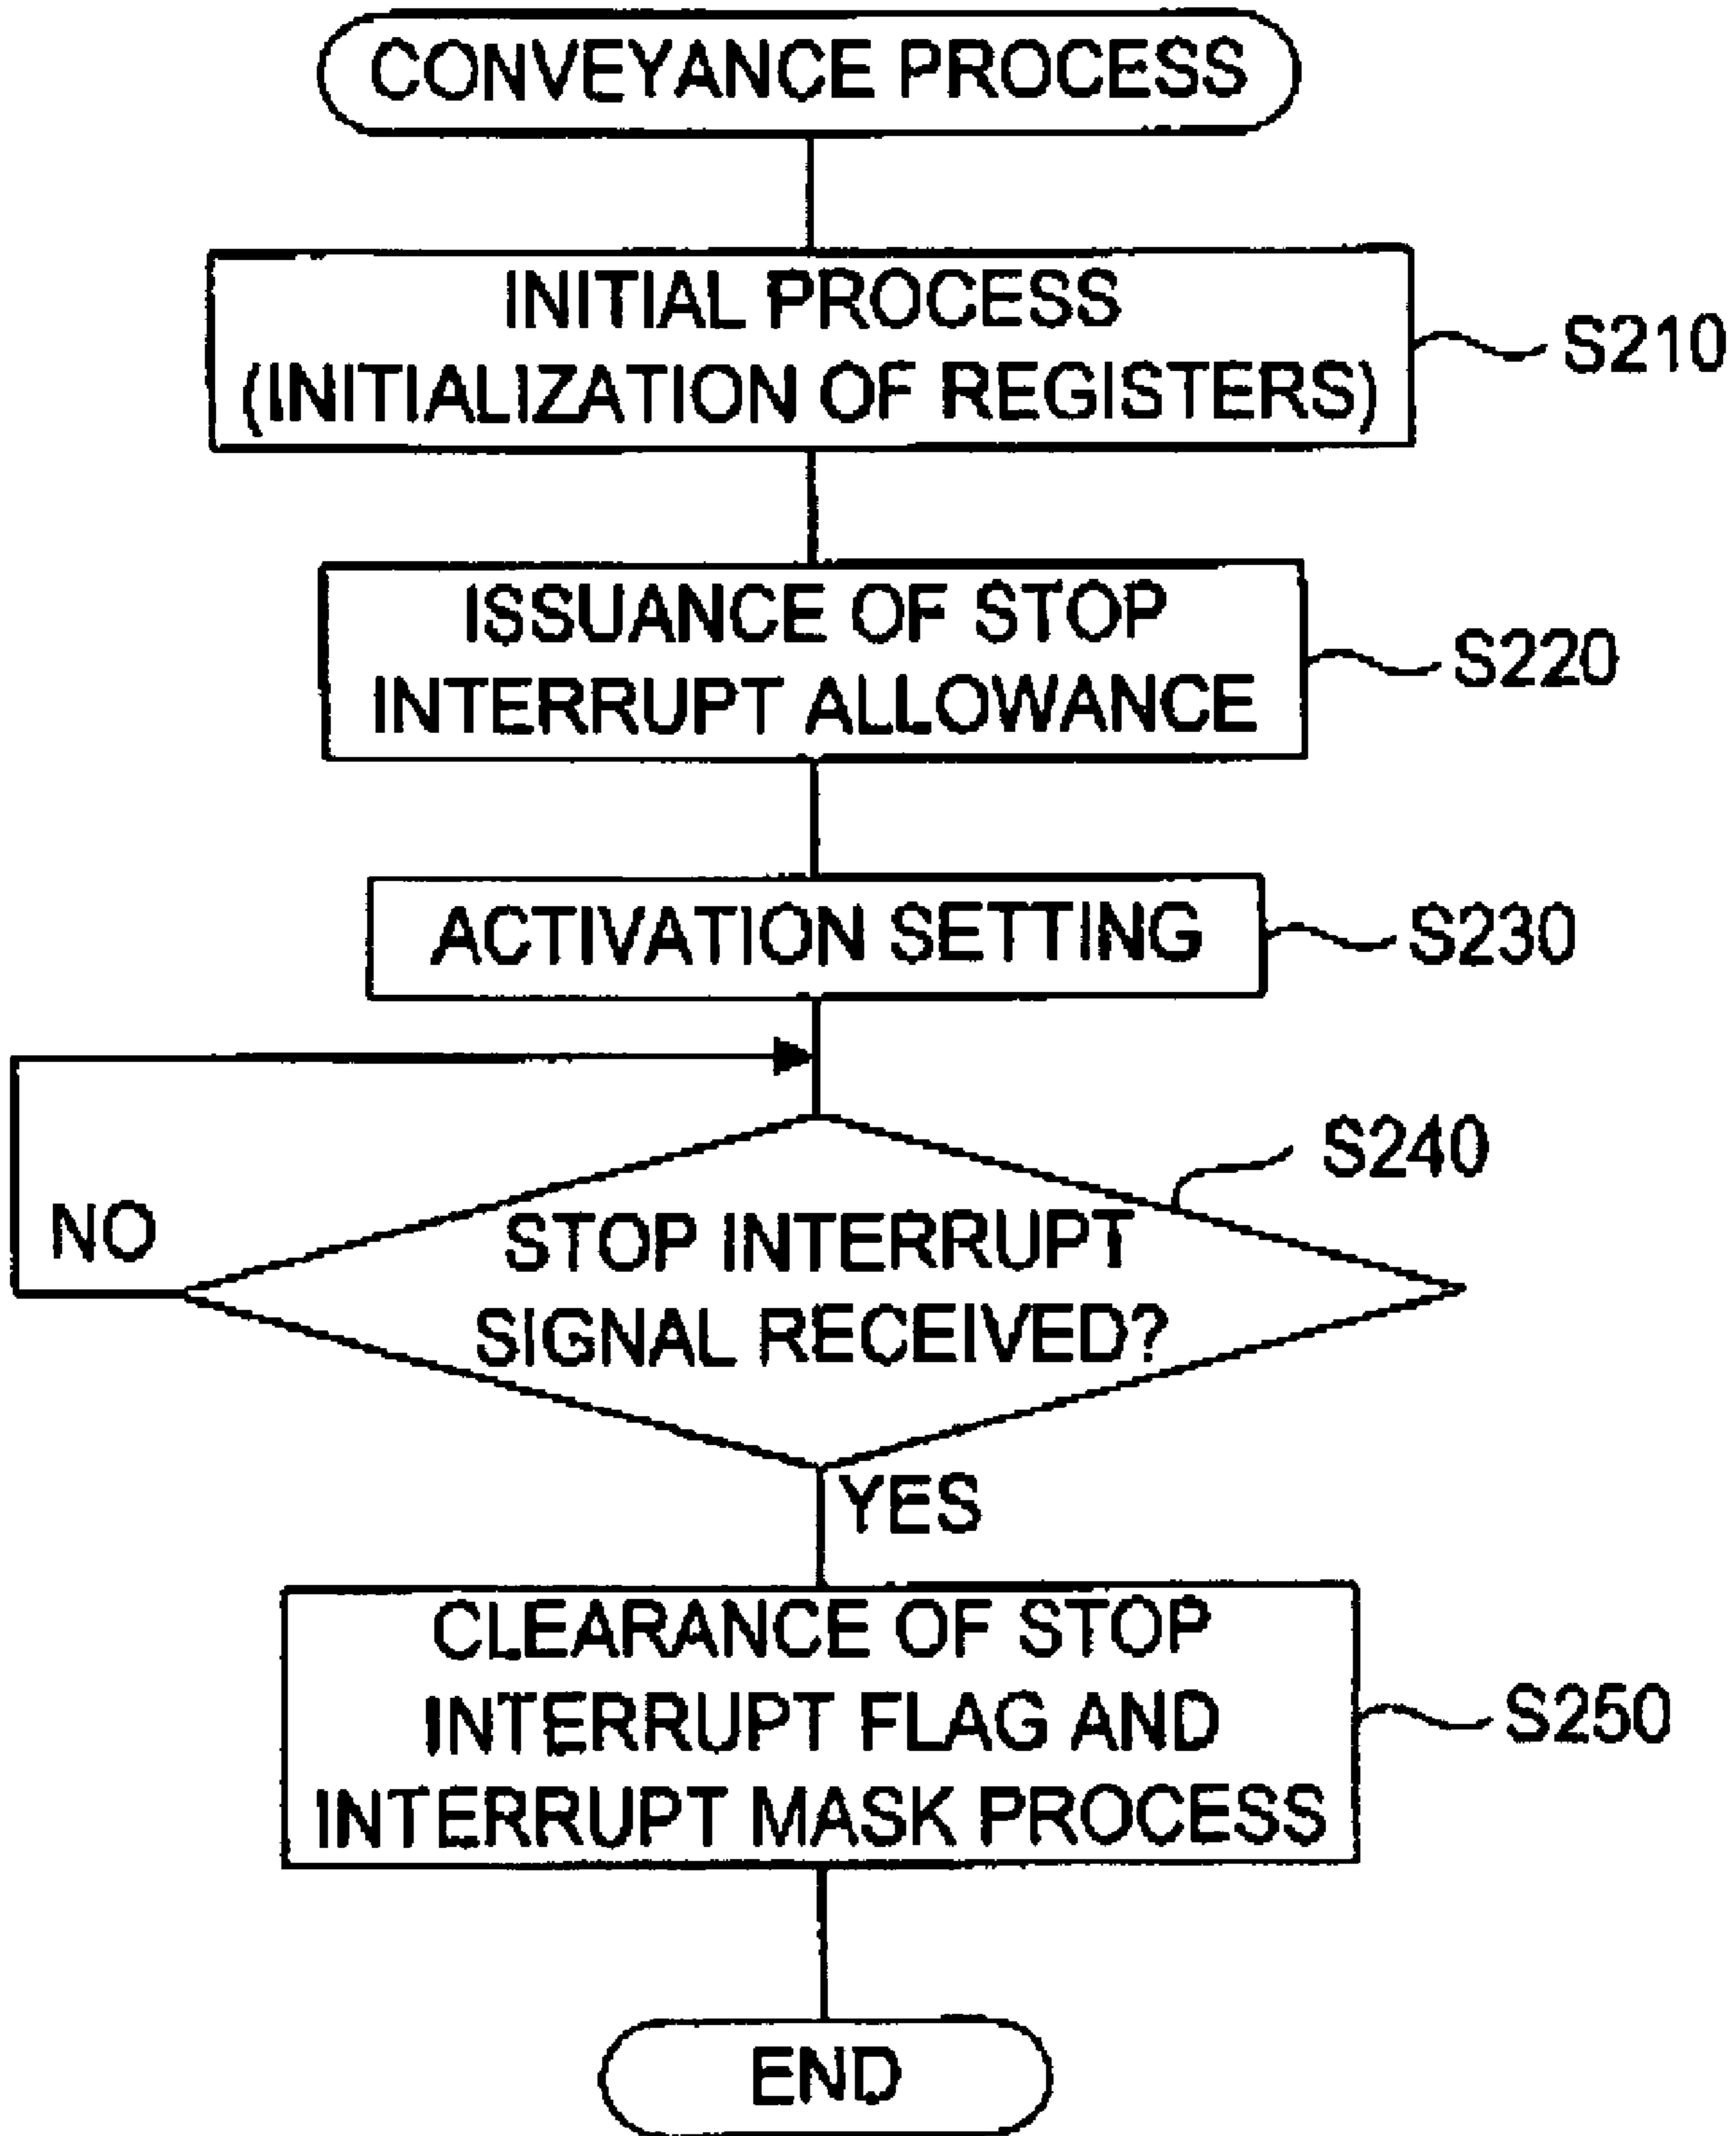 CONVEYANCE PROCESS
INITIAL PROCESS
(INITIALIZATION OF REGISTERS)
S210
ISSUANCE OF STOP
INTERRUPT ALLOWANCE
S220
ACTIVATION SETTING
S230
S240
NO
STOP INTERRUPT
SIGNAL RECEIVED?
YES
CLEARANCE OF STOP
INTERRUPT FLAG AND
INTERRUPT MASK PROCESS
S250
END